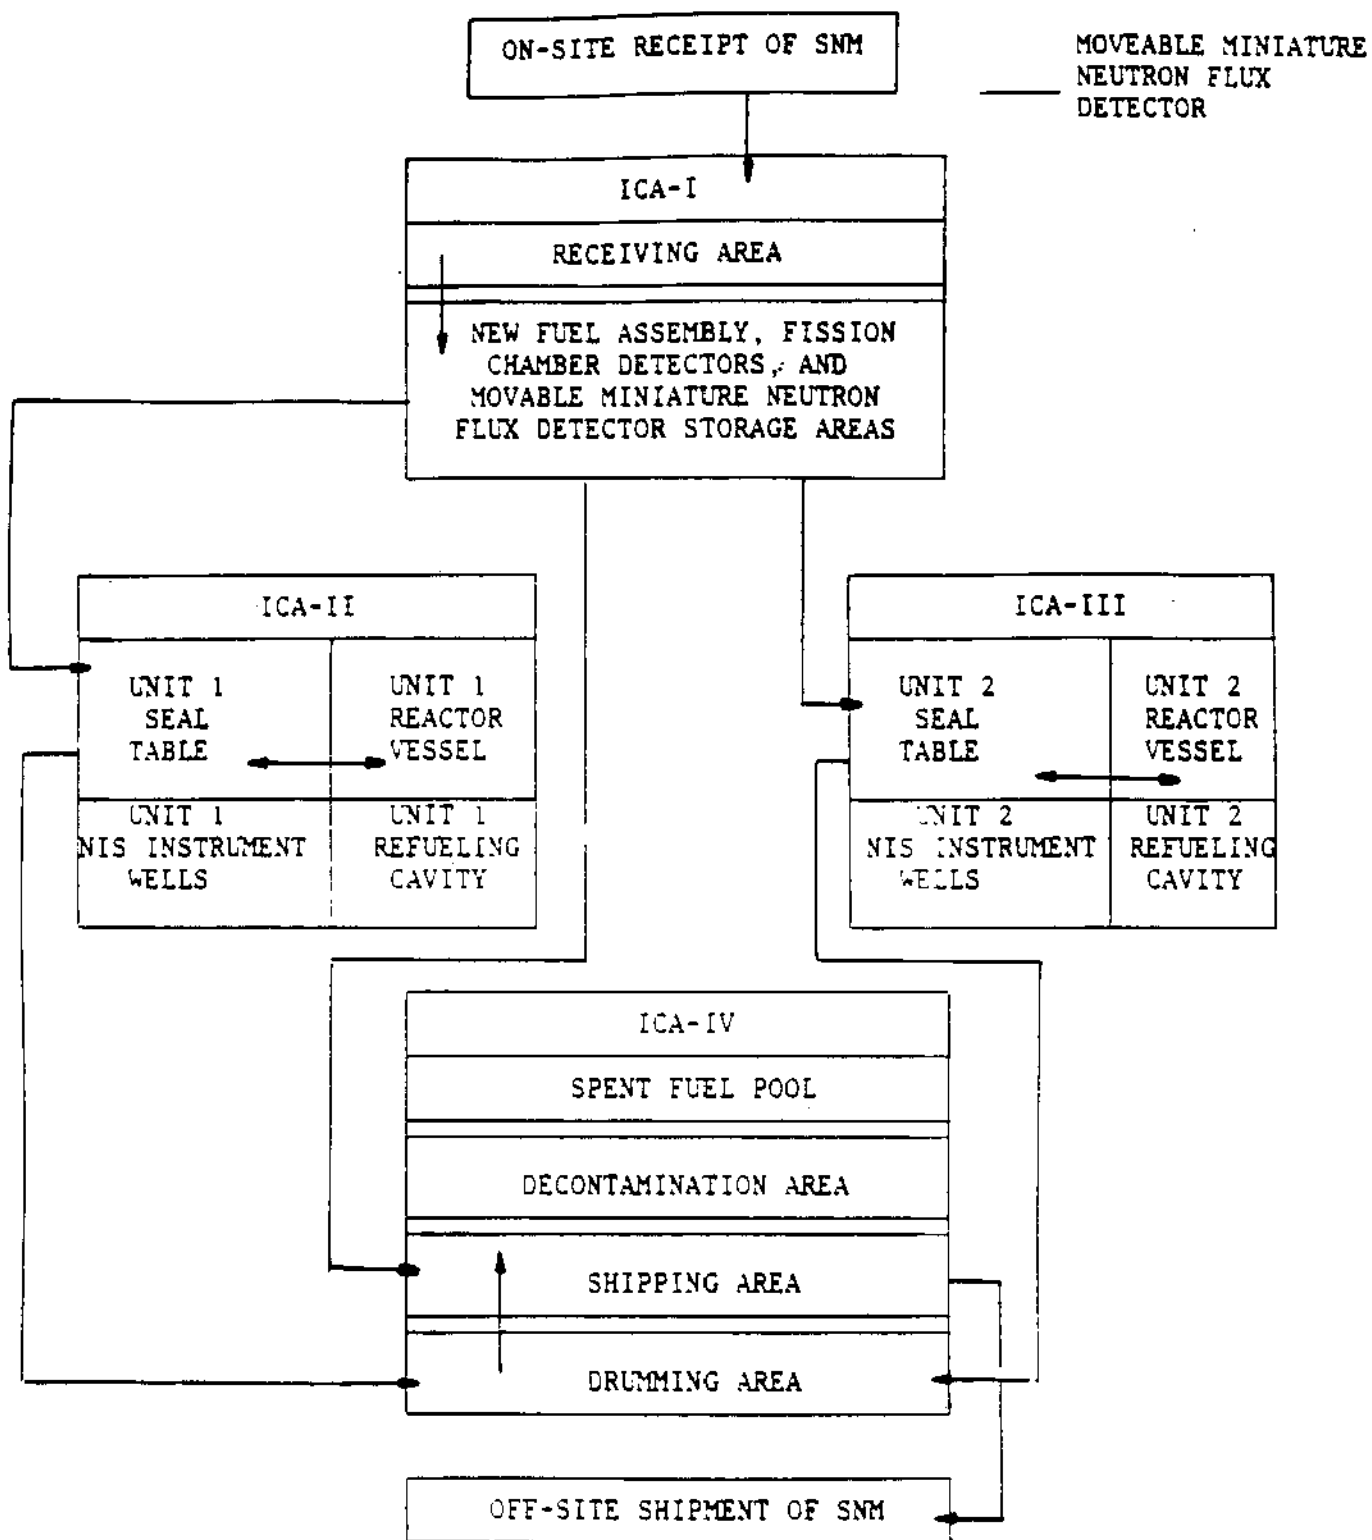 ON-SITE RECEIPT OF SNM
MOVEABLE MINIATURE
NEUTRON FLUX
DETECTOR
ICA-I
RECEIVING AREA
NEW FUEL ASSEMBLY, FISSION
CHAMBER DETECTORS, AND
MOVABLE MINIATURE NEUTRON
FLUX DETECTOR STORAGE AREAS
ICA-II
UNIT 1
SEAL
TABLE
UNIT 1
REACTOR
VESSEL
UNIT 1
NIS INSTRUMENT
WELLS
UNIT 1
REFUELING
CAVITY
ICA-III
UNIT 2
SEAL
TABLE
UNIT 2
REACTOR
VESSEL
UNIT 2
NIS INSTRUMENT
WELLS
UNIT 2
REFUELING
CAVITY
ICA-IV
SPENT FUEL POOL
DECONTAMINATION AREA
SHIPPING AREA
DRUMMING AREA
OFF-SITE SHIPMENT OF SNM